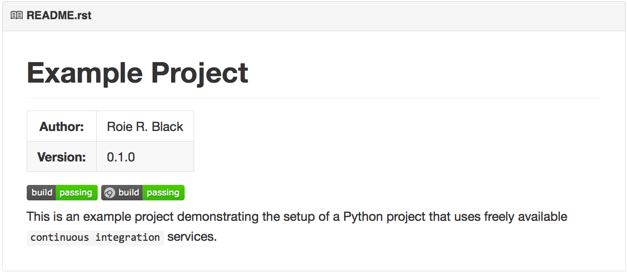 README.rst
Example Project
Author: Roie R. Black
Version: 0.1.0
build passing build passing
This is an example project demonstrating the setup of a Python project that uses freely available
continuous integration services.